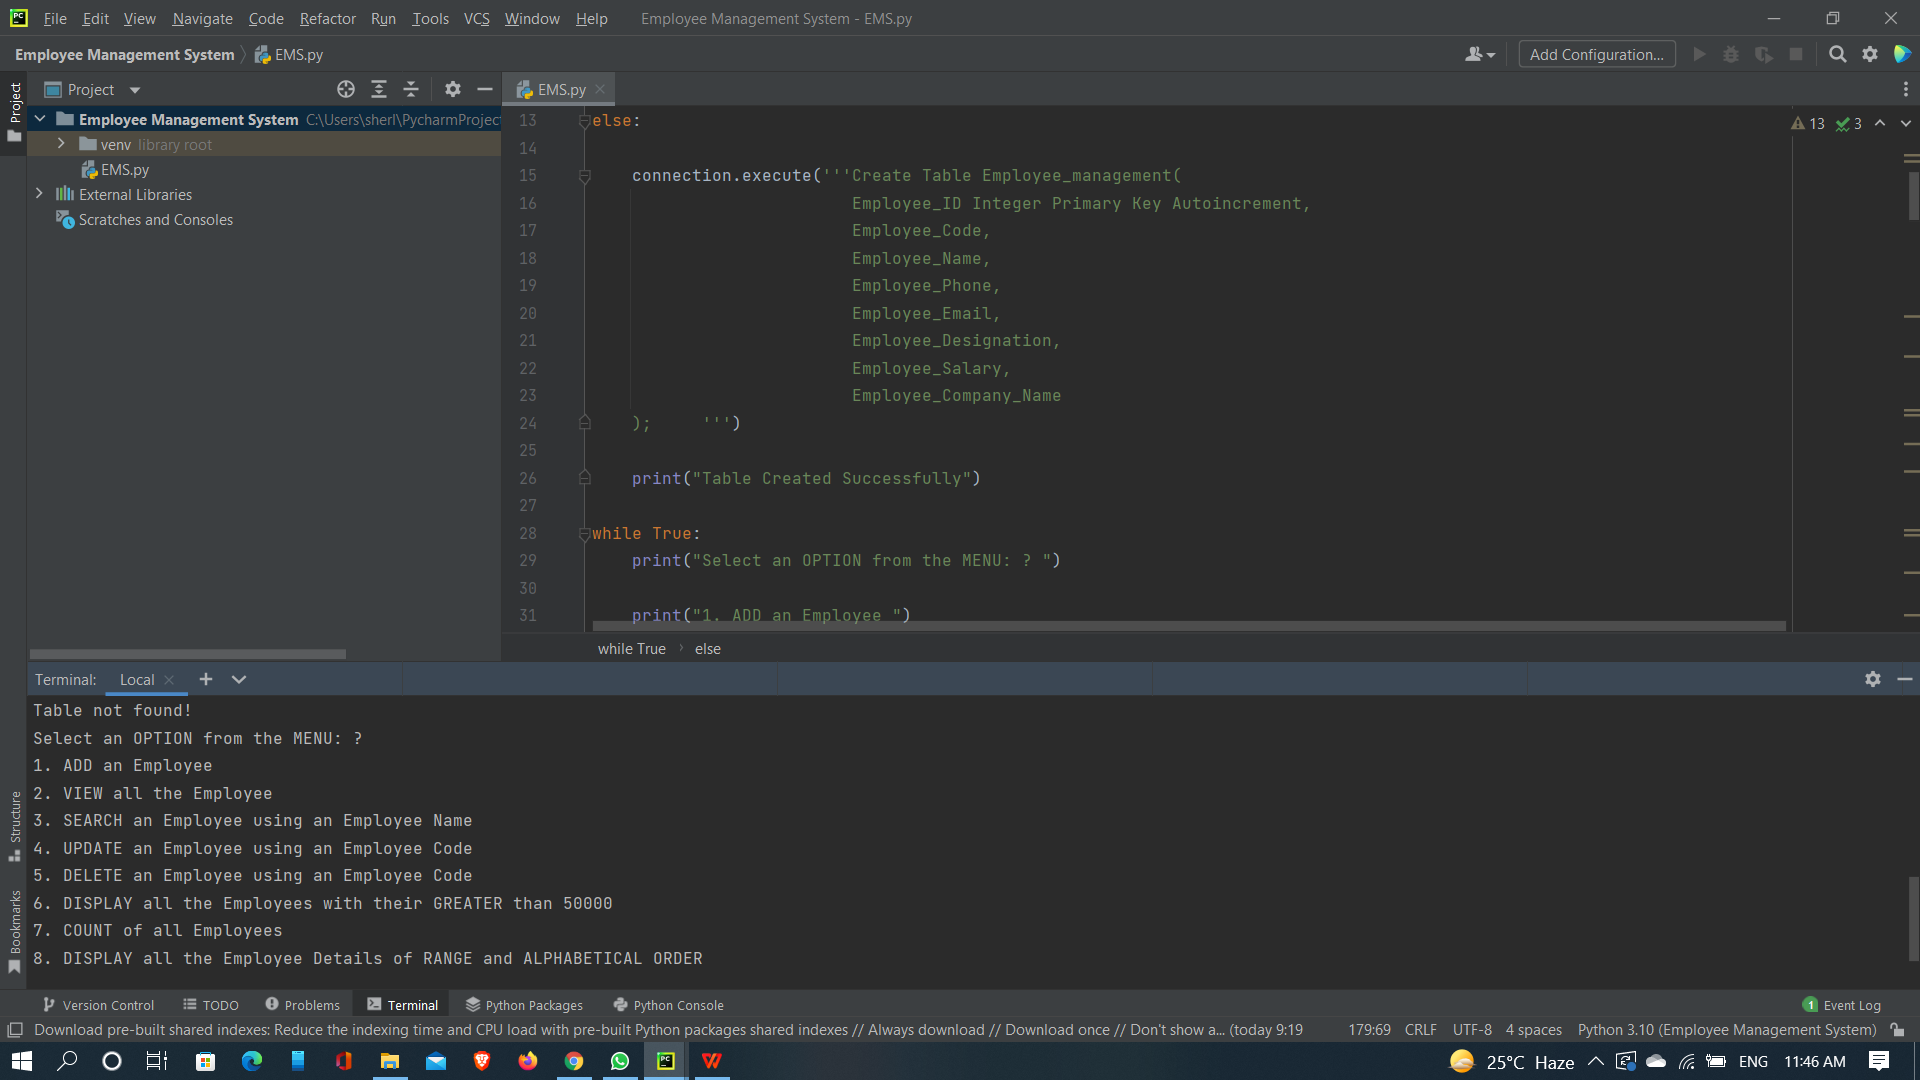 File Edit View Navigate Code Refactor Run Tools VCS Window Help Employee Management System - EMS.py
Employee Management System EMS.py Add Configuration...
Project EMS.py
Project
Employee Management System C:\Users\sherl\PycharmProjec
venv library root
EMS.py
External Libraries
Scratches and Consoles
13 3
13 else:
14
15 connection.execute('''Create Table Employee_management(
16 Employee_ID Integer Primary Key Autoincrement,
17 Employee_Code,
18 Employee_Name,
19 Employee_Phone,
20 Employee_Email,
21 Employee_Designation,
22 Employee_Salary,
23 Employee_Company_Name
24 ); ''')
25
26 print("Table Created Successfully")
27
28 while True:
29 print("Select an OPTION from the MENU: ? ")
30
31 print("1. ADD an Employee ")
while True › else
Terminal: Local
Table not found!
Select an OPTION from the MENU: ?
1. ADD an Employee
2. VIEW all the Employee
3. SEARCH an Employee using an Employee Name
4. UPDATE an Employee using an Employee Code
5. DELETE an Employee using an Employee Code
6. DISPLAY all the Employees with their GREATER than 50000
7. COUNT of all Employees
8. DISPLAY all the Employee Details of RANGE and ALPHABETICAL ORDER
Structure
Bookmarks
Version Control TODO Problems Terminal Python Packages Python Console 1 Event Log
Download pre-built shared indexes: Reduce the indexing time and CPU load with pre-built Python packages shared indexes // Always download // Download once // Don't show a... (today 9:19 179:69 CRLF UTF-8 4 spaces Python 3.10 (Employee Management System)
25°C Haze ENG 11:46 AM